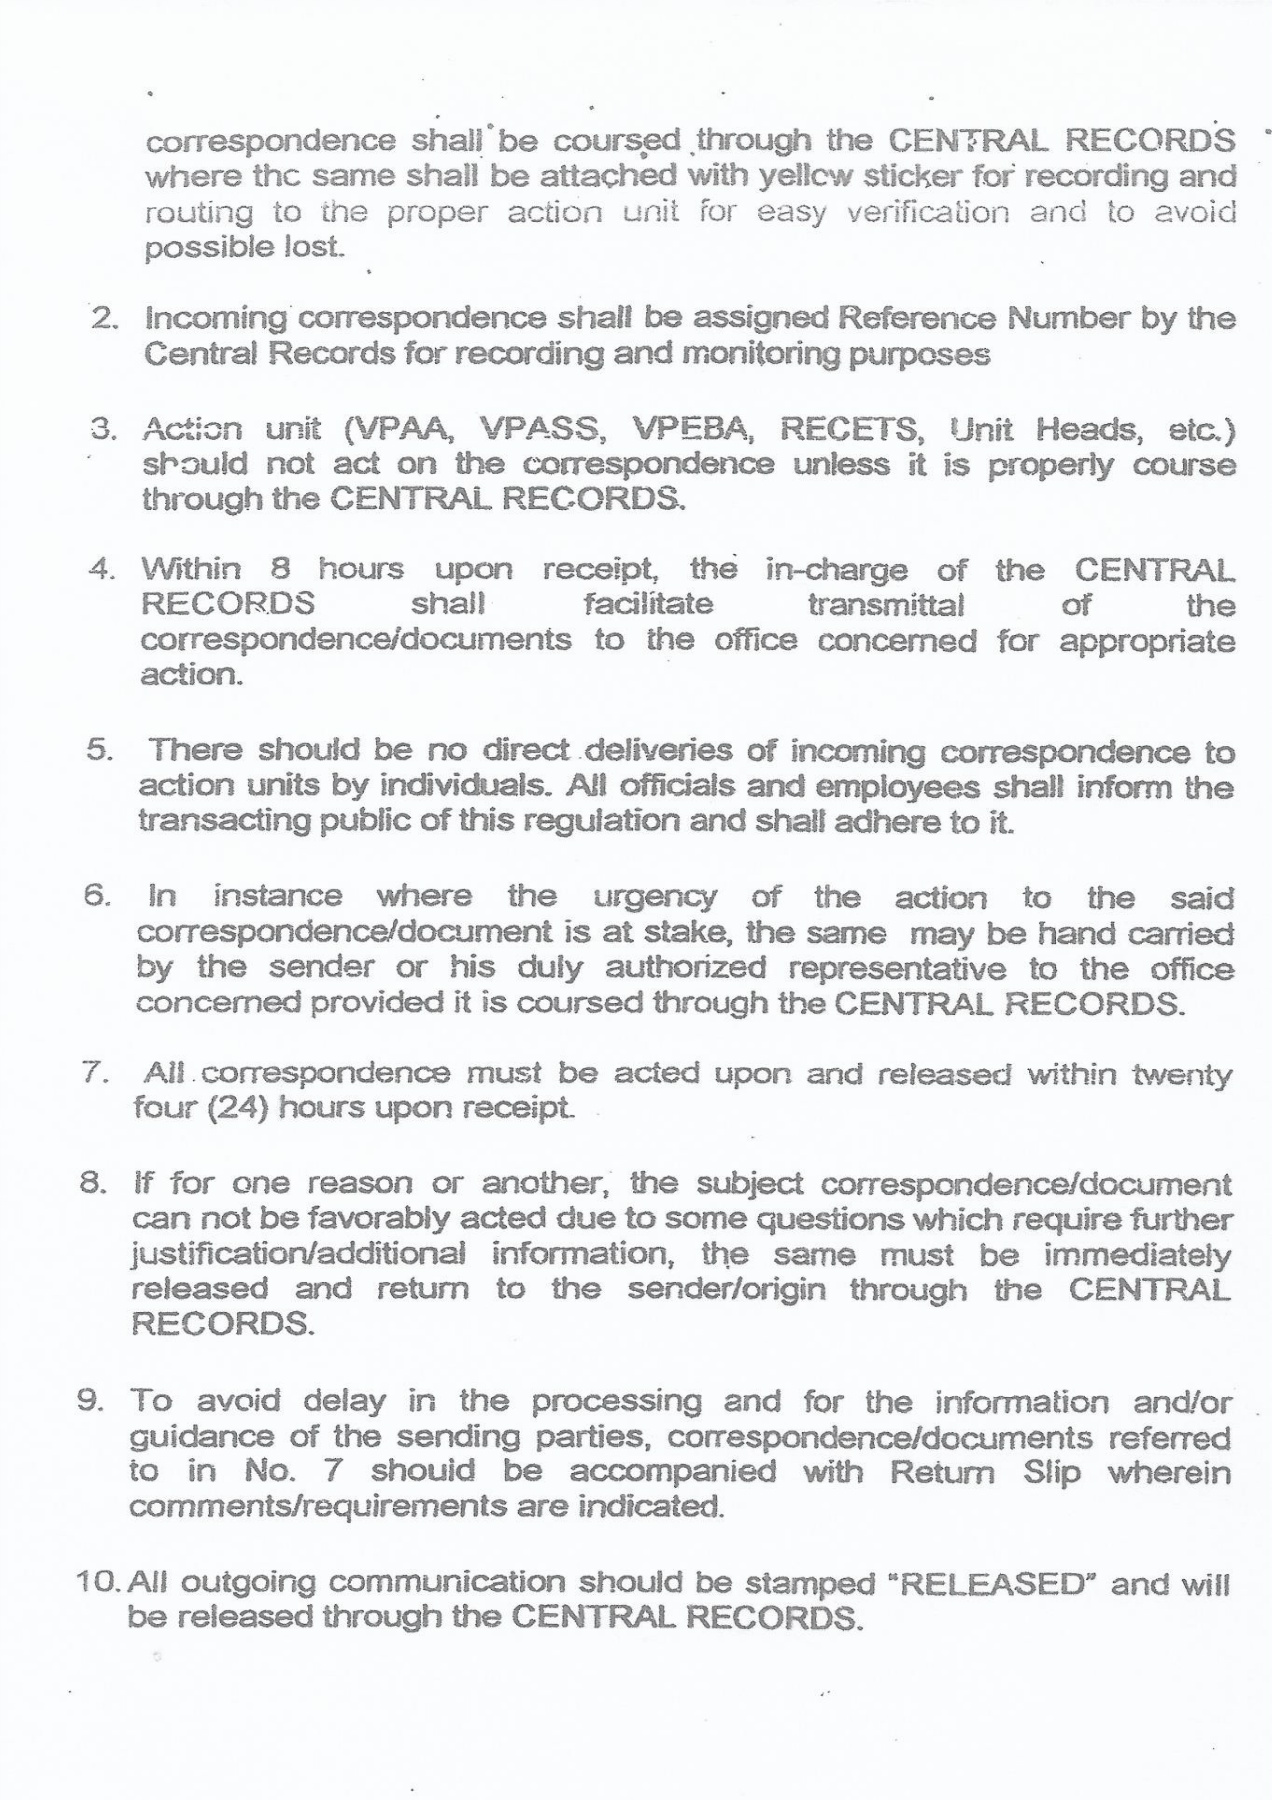 correspondence shall be coursed through the CENTRAL RECORDS
where the same shall be attached with yellow sticker for recording and
routing to the proper action unit for easy verification and to avoid
possible lost.
2. Incoming correspondence shall be assigned Reference Number by the
Central Records for recording and monitoring purposes
3. Action unit (VPAA, VPASS, VPEBA, RECETS, Unit Heads, etc.)
should not act on the correspondence unless it is properly course
through the CENTRAL RECORDS.
4. Within 8 hours upon receipt, the in-charge of the CENTRAL
RECORDS shall facilitate transmittal of the
correspondence/documents to the office concerned for appropriate
action.
5. There should be no direct deliveries of incoming correspondence to
action units by individuals. All officials and employees shall inform the
transacting public of this regulation and shall adhere to it.
6. In instance where the urgency of the action to the said
correspondence/document is at stake, the same may be hand carried
by the sender or his duly authorized representative to the office
concerned provided it is coursed through the CENTRAL RECORDS.
7. All correspondence must be acted upon and released within twenty
four (24) hours upon receipt.
8. If for one reason or another, the subject correspondence/document
can not be favorably acted due to some questions which require further
justification/additional information, the same must be immediately
released and return to the sender/origin through the CENTRAL
RECORDS.
9. To avoid delay in the processing and for the information and/or
guidance of the sending parties, correspondence/documents referred
to in No. 7 should be accompanied with Return Slip wherein
comments/requirements are indicated.
10. All outgoing communication should be stamped "RELEASED" and will
be released through the CENTRAL RECORDS.